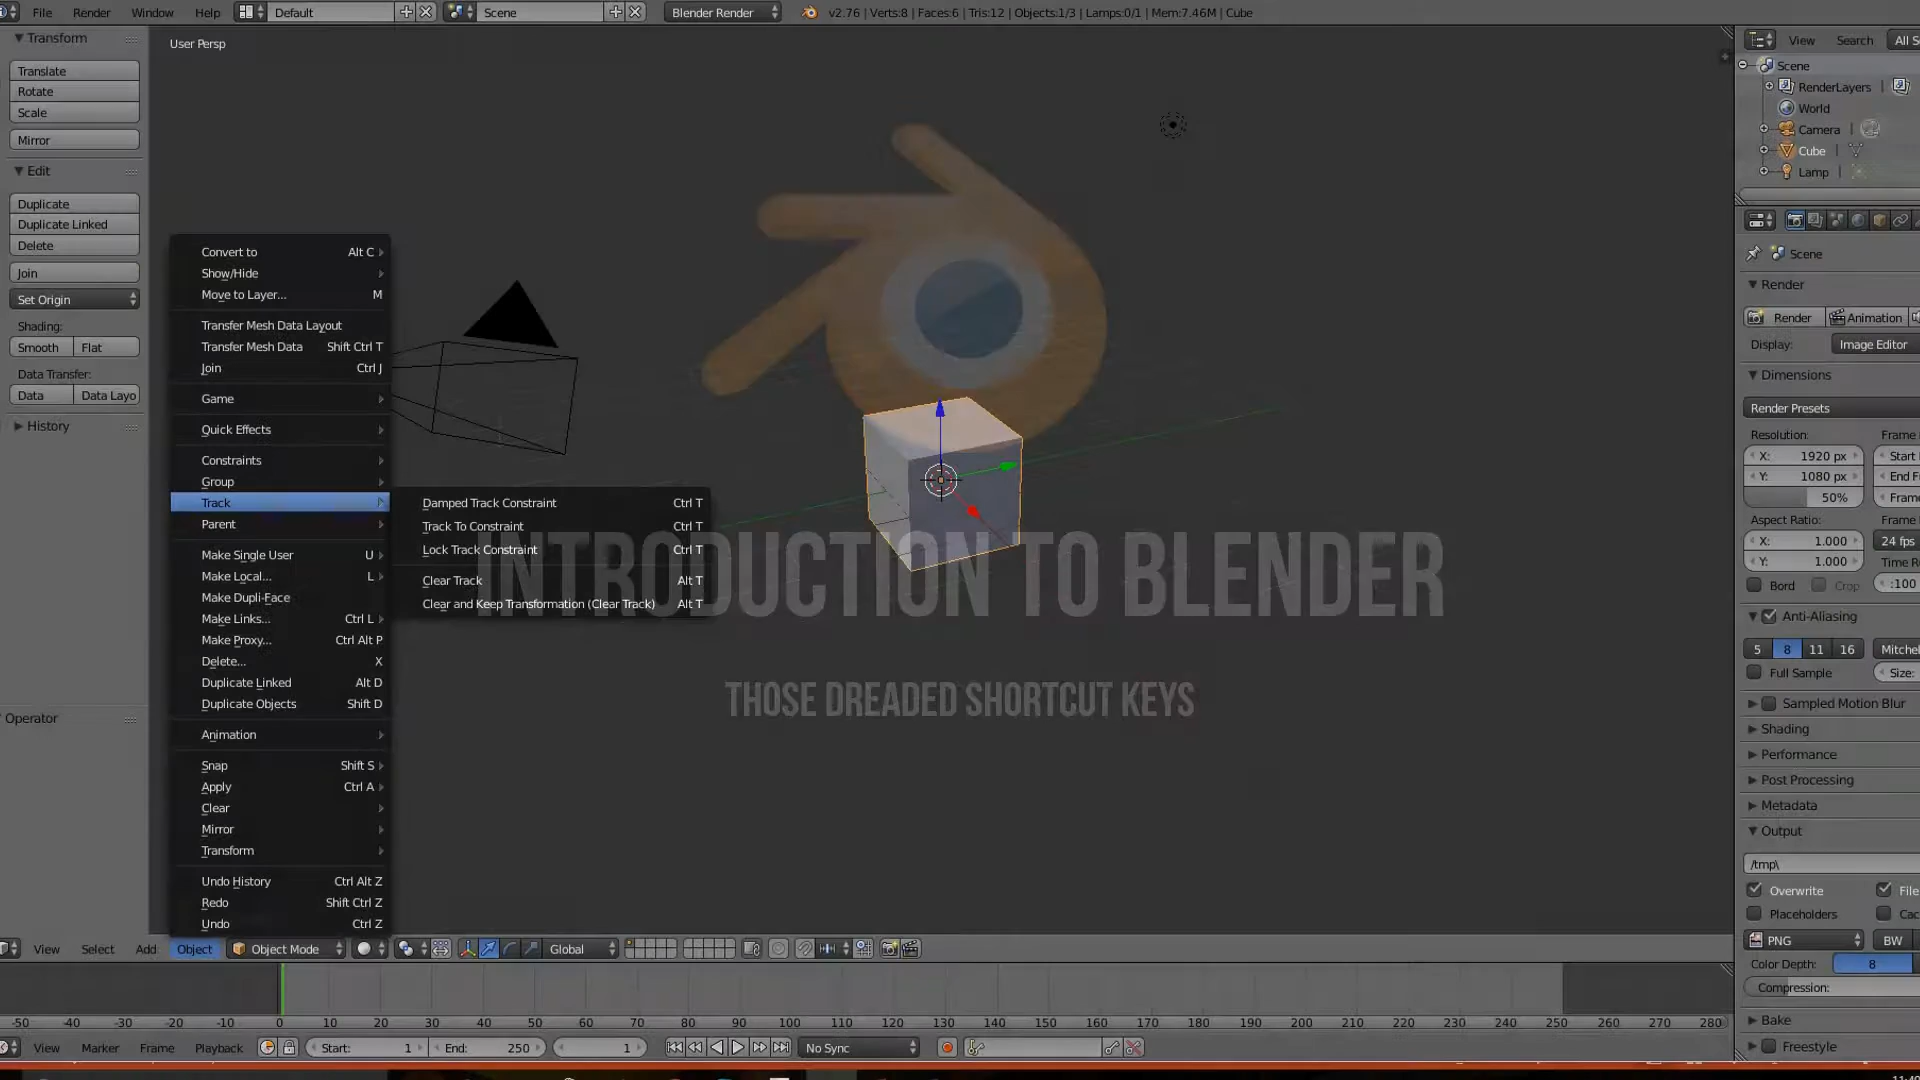 File Render Window Help Default Scene Blender Render v2.76 | Verts:8 | Faces:6 | Tris:12 | Objects:1/3 | Lamps:0/1 | Mem:7.46M | Cube
Transform
Translate
Rotate
Scale
Mirror
Edit
Duplicate
Duplicate Linked
Delete
Join
Set Origin
Shading:
Smooth Flat
Data Transfer:
Data Data Layo
History
Operator
User Persp
Convert to Alt C
Show/Hide
Move to Layer... M
Transfer Mesh Data Layout
Transfer Mesh Data Shift Ctrl T
Join Ctrl J
Game
Quick Effects
Constraints
Group
Track
Parent
Make Single User U
Make Local... L
Make Dupli-Face
Make Links... Ctrl L
Make Proxy... Ctrl Alt P
Delete... X
Duplicate Linked Alt D
Duplicate Objects Shift D
Animation
Snap Shift S
Apply Ctrl A
Clear
Mirror
Transform
Undo History Ctrl Alt Z
Redo Shift Ctrl Z
Undo Ctrl Z
Damped Track Constraint Ctrl T
Track To Constraint Ctrl T
Lock Track Constraint Ctrl T
Clear Track Alt T
Clear and Keep Transformation (Clear Track) Alt T
INTRODUCTION TO BLENDER
THOSE DREADED SHORTCUT KEYS
View Search All S
Scene
RenderLayers |
World
Camera |
Cube |
Lamp |
Scene
Render
Render Animation
Display: Image Editor
Dimensions
Render Presets
Resolution: Frame
X: 1920 px Start
Y: 1080 px End F
50% Frame
Aspect Ratio: Frame
X: 1.000 24 fps
Y: 1.000 Time R
Bord Crop :100
Anti-Aliasing
5 8 11 16 Mitchel
Full Sample Size:
Sampled Motion Blur
Shading
Performance
Post Processing
Metadata
Output
/tmp\
Overwrite File
Placeholders Cac
PNG BW
Color Depth: 8
Compression:
Bake
Freestyle
View Select Add Object Object Mode Global
-50 -40 -30 -20 -10 0 10 20 30 40 50 60 70 80 90 100 110 120 130 140 150 160 170 180 190 200 210 220 230 240 250 260 270 280
View Marker Frame Playback Start: 1 End: 250 1 No Sync